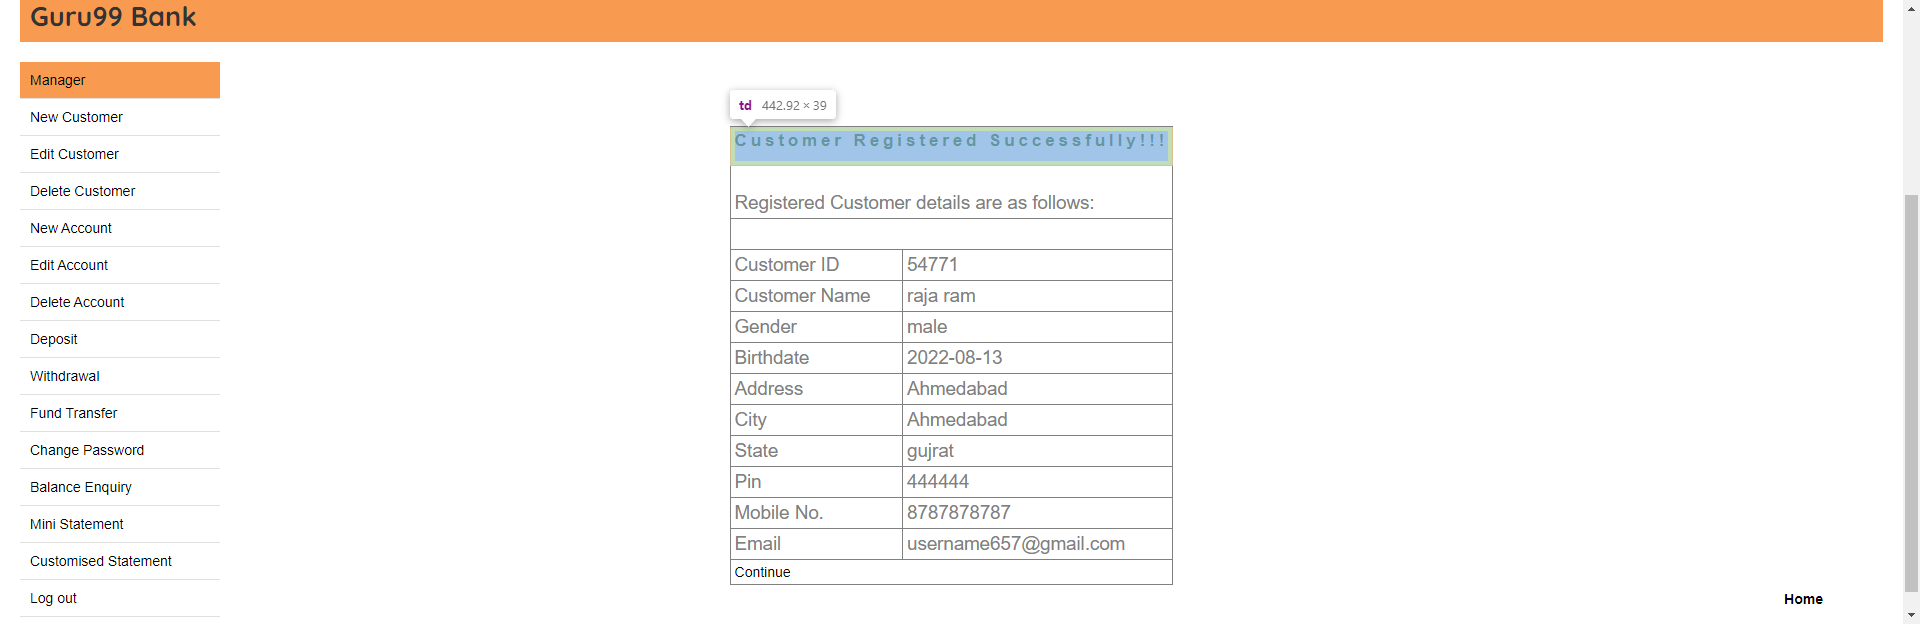 Guru99 Bank
Manager
New Customer
Edit Customer
Delete Customer
New Account
Edit Account
Delete Account
Deposit
Withdrawal
Fund Transfer
Change Password
Balance Enquiry
Mini Statement
Customised Statement
Log out
td 442.92 × 39
Customer Registered Successfully!!!
Registered Customer details are as follows:
Customer ID 54771
Customer Name raja ram
Gender male
Birthdate 2022-08-13
Address Ahmedabad
City Ahmedabad
State gujrat
Pin 444444
Mobile No. 8787878787
Email username657@gmail.com
Continue
Home